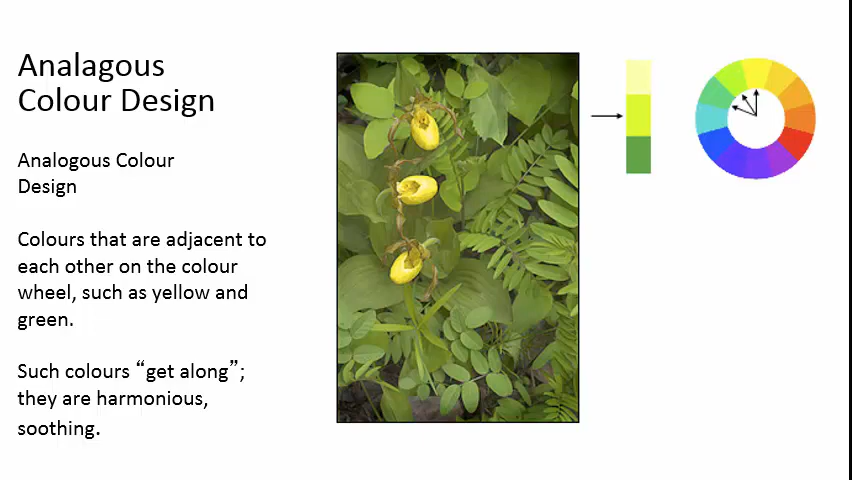 Analagous
Colour Design
Analogous Colour
Design
Colours that are adjacent to
each other on the colour
wheel, such as yellow and
green.
Such colours “get along”;
they are harmonious,
soothing.